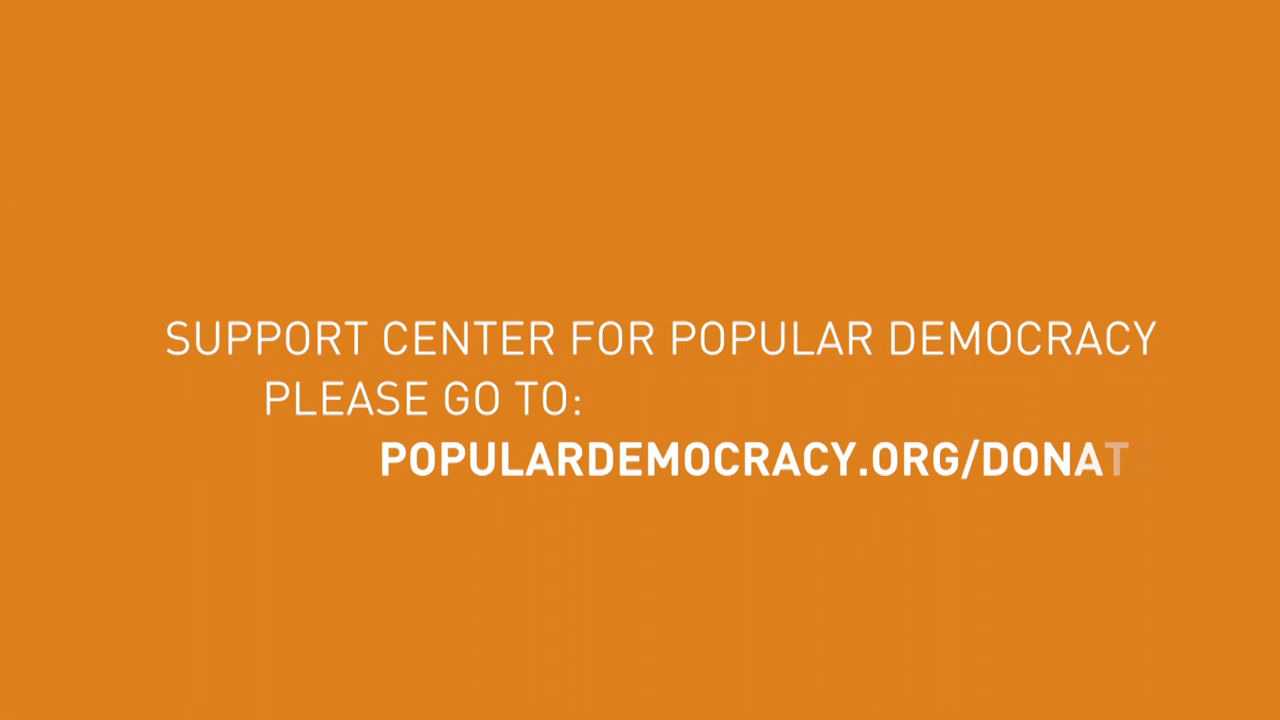 SUPPORT CENTER FOR POPULAR DEMOCRACY
PLEASE GO TO:
POPULARDEMOCRACY.ORG/DONAT